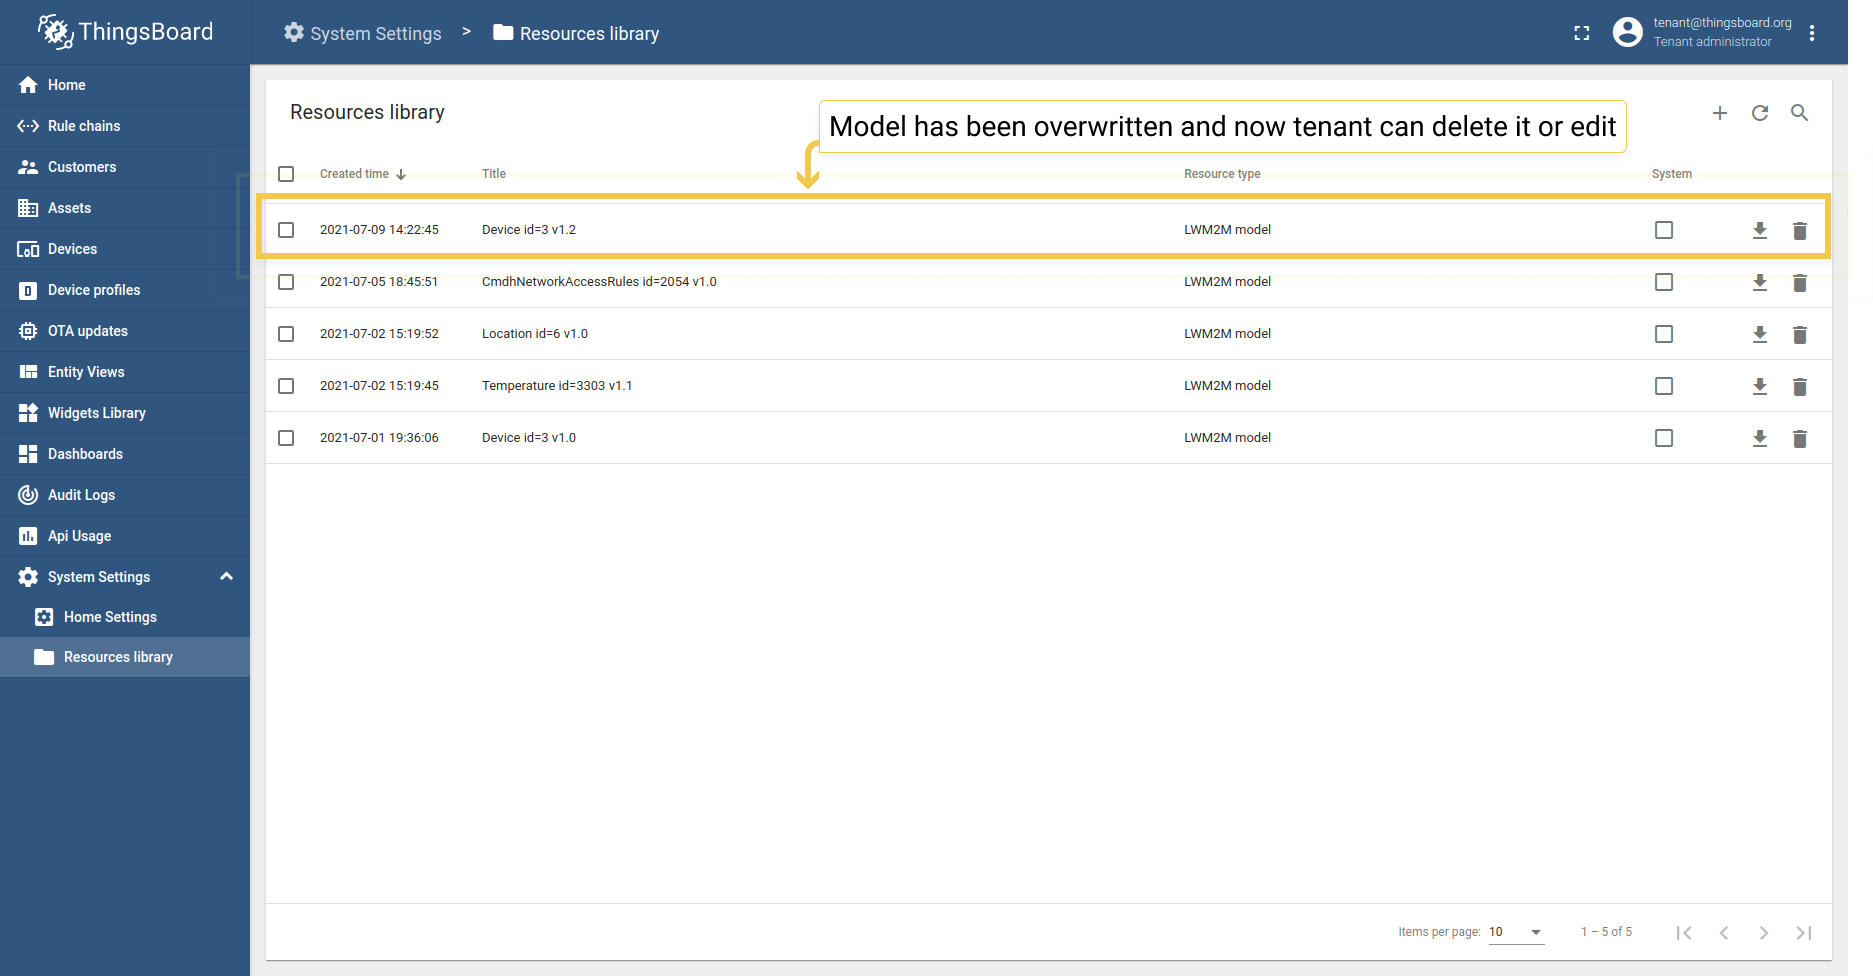 ThingsBoard
System Settings > Resources library
tenant@thingsboard.org
Tenant administrator
Home
Rule chains
Customers
Assets
Devices
Device profiles
OTA updates
Entity Views
Widgets Library
Dashboards
Audit Logs
Api Usage
System Settings
Home Settings
Resources library
Resources library
Model has been overwritten and now tenant can delete it or edit
Created time Title Resource type System
2021-07-09 14:22:45 Device id=3 v1.2 LWM2M model
2021-07-05 18:45:51 CmdhNetworkAccessRules id=2054 v1.0 LWM2M model
2021-07-02 15:19:52 Location id=6 v1.0 LWM2M model
2021-07-02 15:19:45 Temperature id=3303 v1.1 LWM2M model
2021-07-01 19:36:06 Device id=3 v1.0 LWM2M model
Items per page: 10 1 – 5 of 5